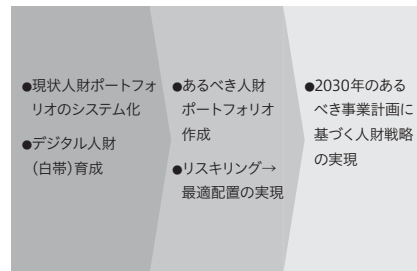 ●現状人財ポートフォ
リオのシステム化
●デジタル人財
(白帯)育成
●あるべき人財
ポートフォリオ
作成
●リスキリング→
最適配置の実現
●2030年のある
べき事業計画に
基づく人財戦略
の実現